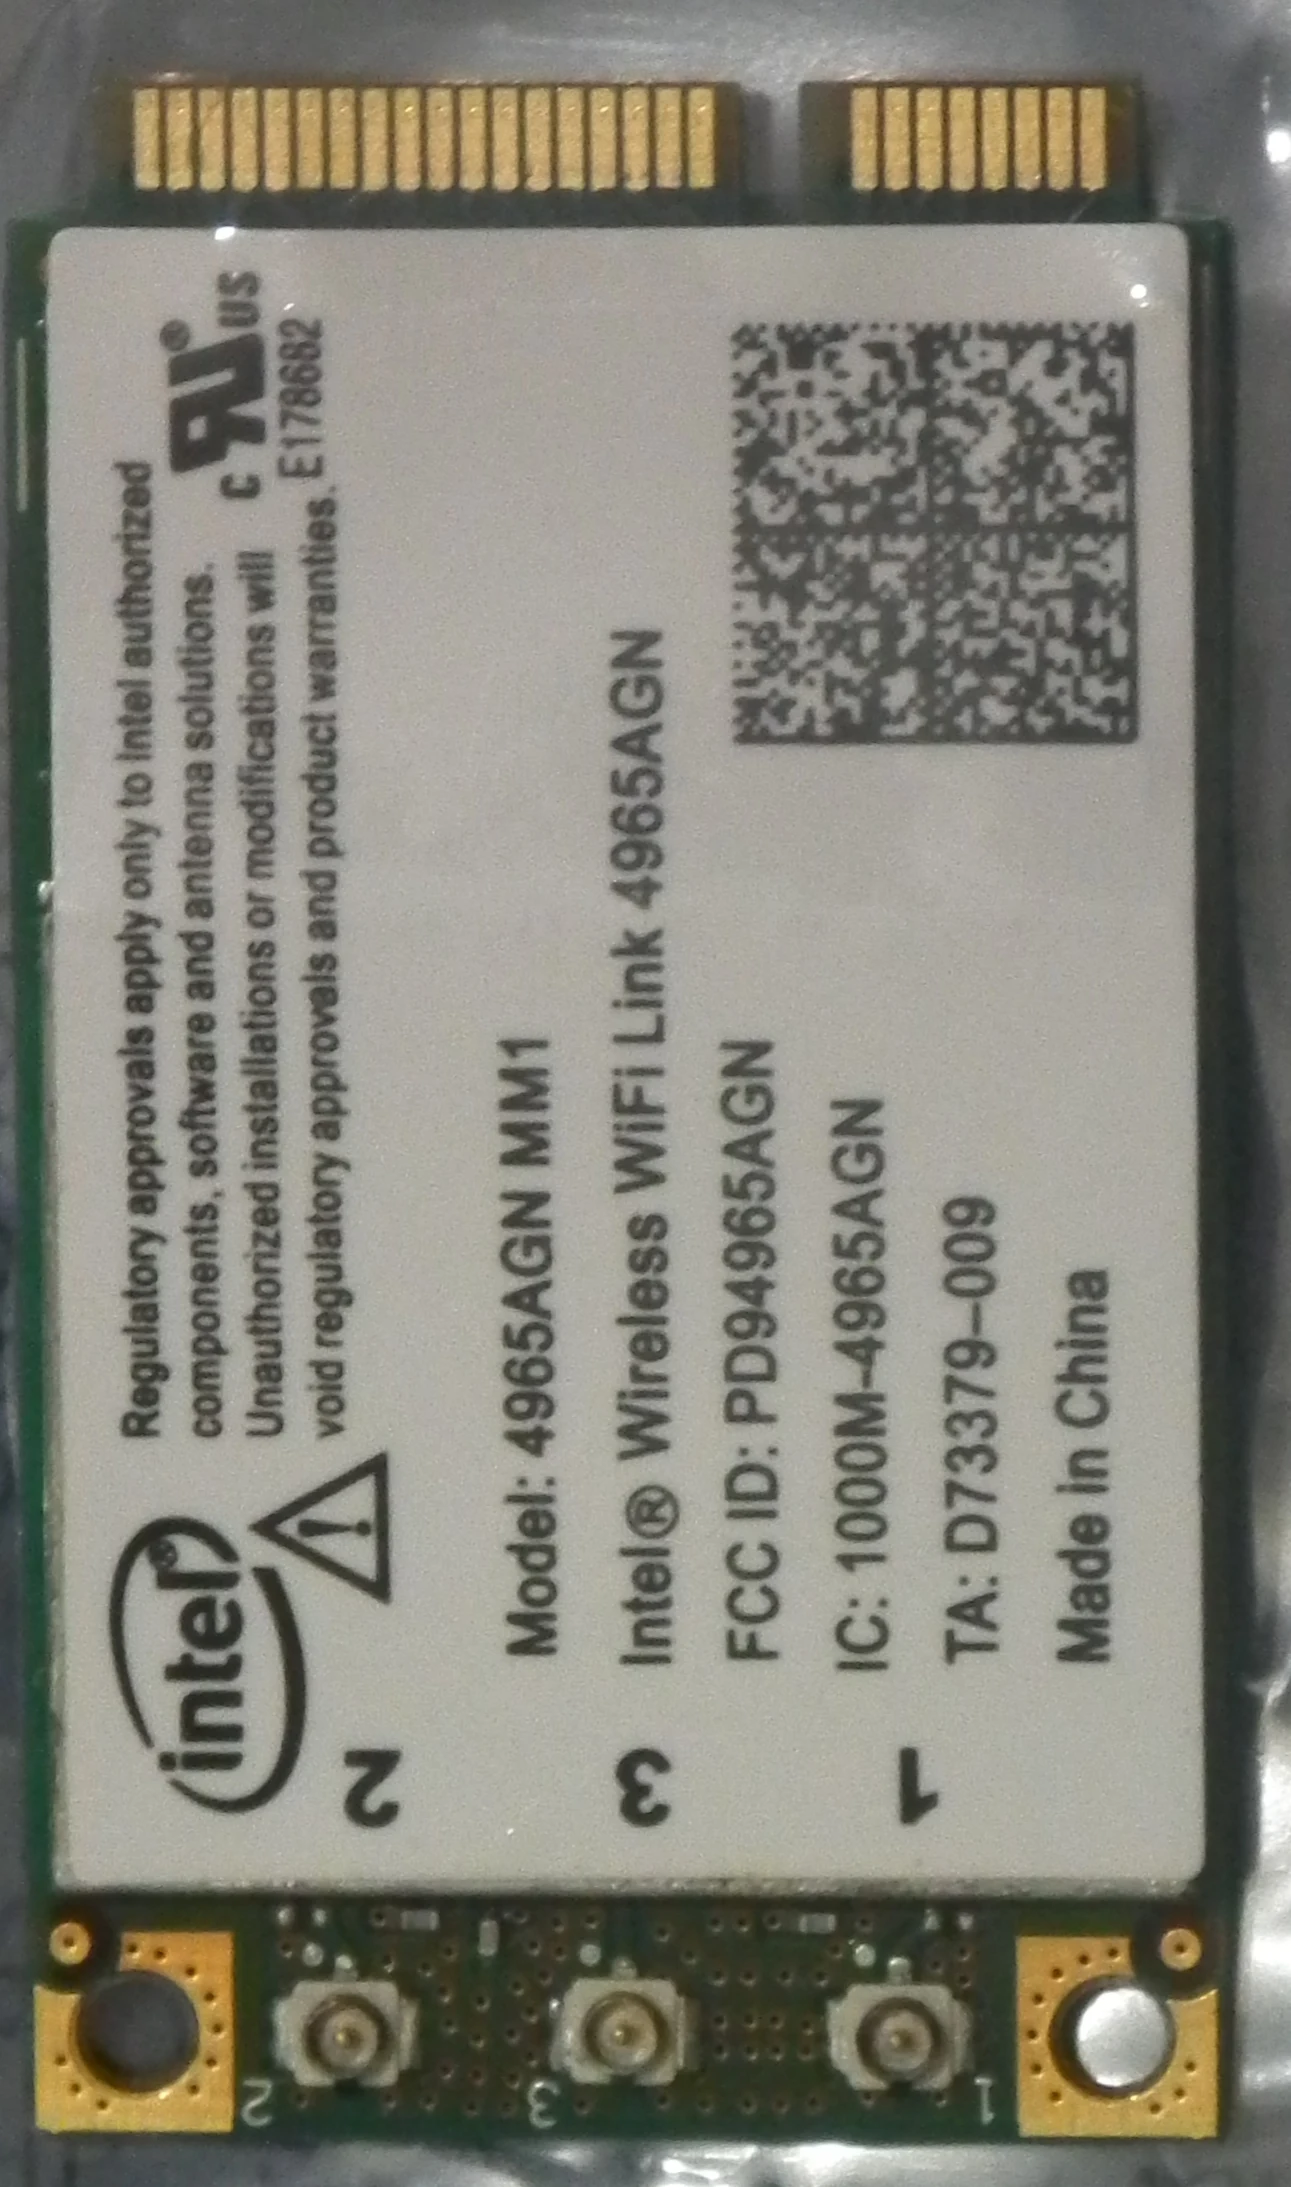 intel®
Regulatory approvals apply only to Intel authorized
components, software and antenna solutions.
Unauthorized installations or modifications will
void regulatory approvals and product warranties.
c RU® US
E178682
Model: 4965AGN MM1
Intel® Wireless WiFi Link 4965AGN
FCC ID: PD94965AGN
IC: 1000M-4965AGN
TA: D73379–009
Made in China
2
3
1
2
3
1